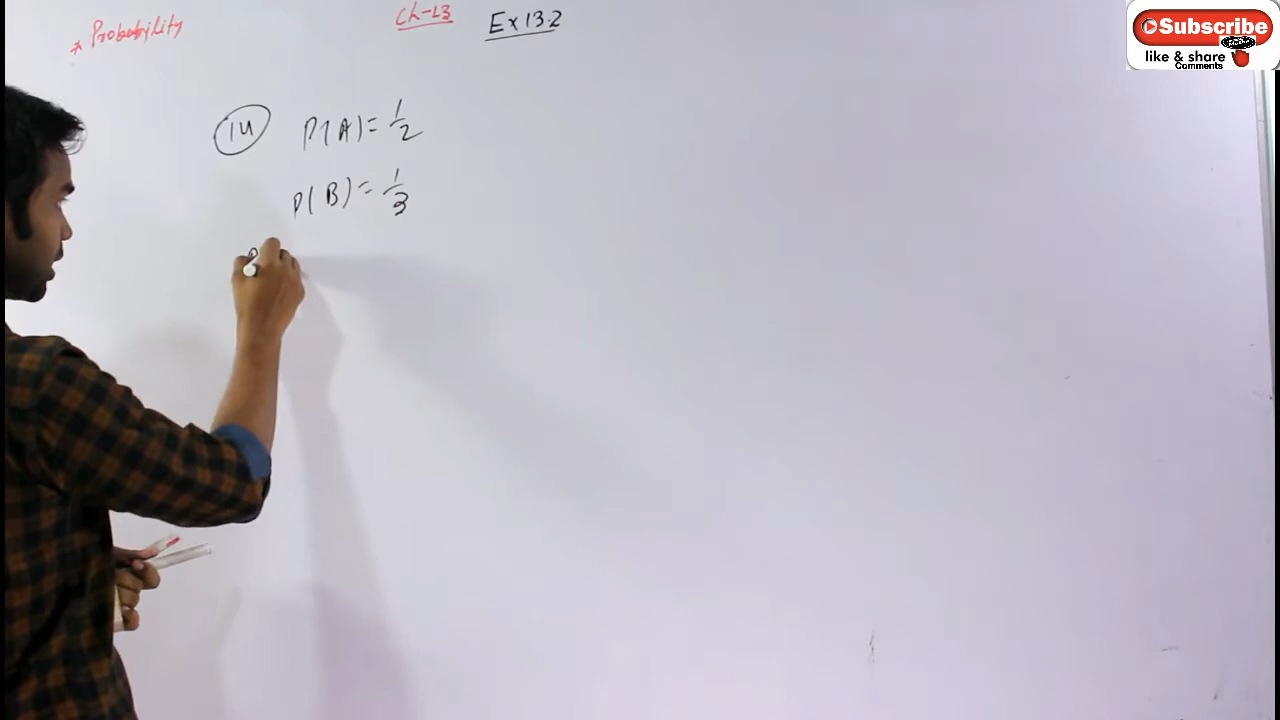 * Probability
Ch-13
Ex 13.2
14 P(A) = 1/2
P(B) = 1/3
Subscribe
like & share
Comments